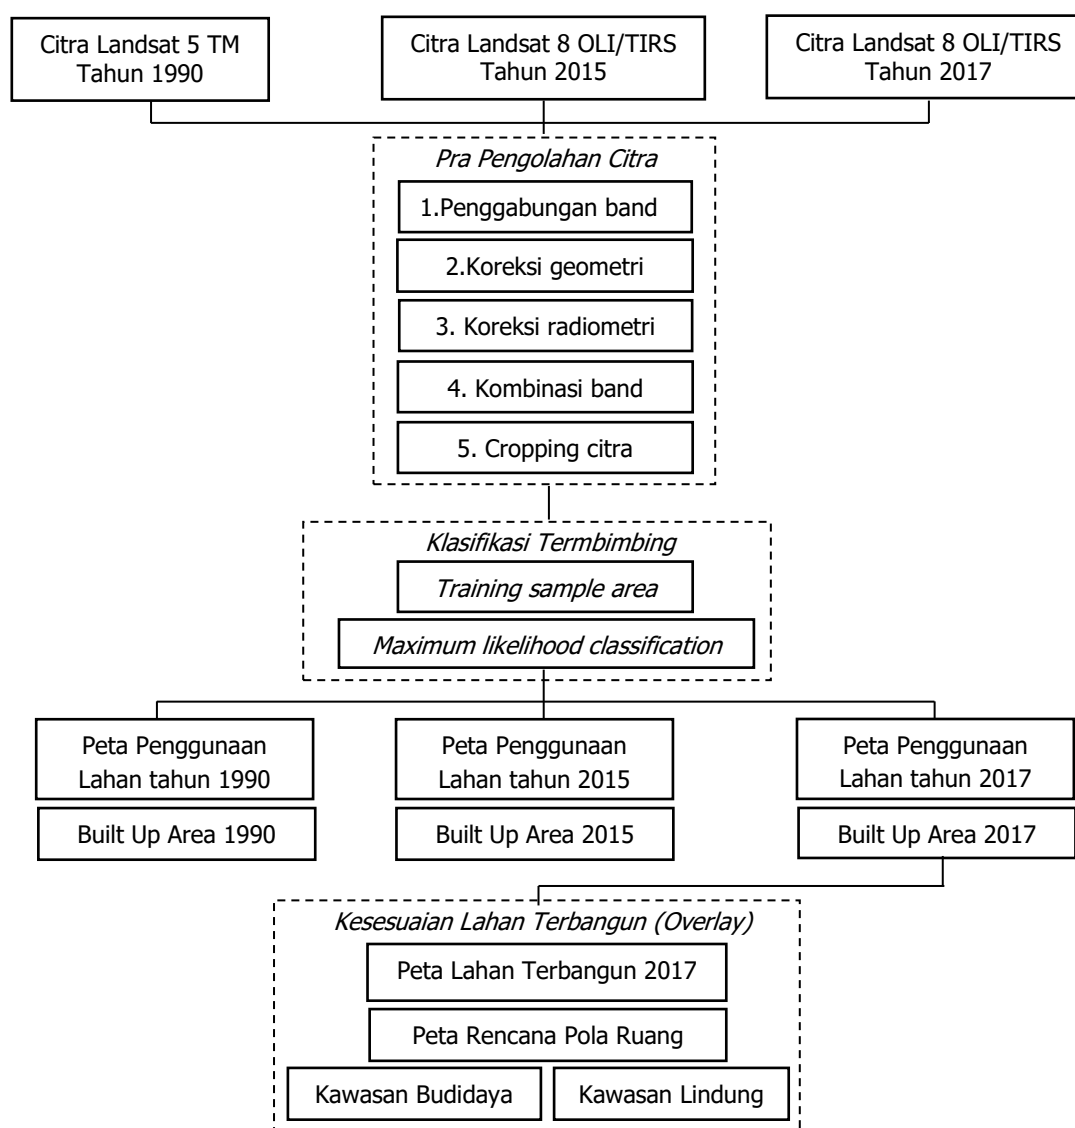 Citra Landsat 5 TM
Tahun 1990
Citra Landsat 8 OLI/TIRS
Tahun 2015
Citra Landsat 8 OLI/TIRS
Tahun 2017
Pra Pengolahan Citra
1.Penggabungan band
2.Koreksi geometri
3. Koreksi radiometri
4. Kombinasi band
5. Cropping citra
Klasifikasi Termbimbing
Training sample area
Maximum likelihood classification
Peta Penggunaan
Lahan tahun 1990
Peta Penggunaan
Lahan tahun 2015
Peta Penggunaan
Lahan tahun 2017
Built Up Area 1990
Built Up Area 2015
Built Up Area 2017
Kesesuaian Lahan Terbangun (Overlay)
Peta Lahan Terbangun 2017
Peta Rencana Pola Ruang
Kawasan Budidaya
Kawasan Lindung